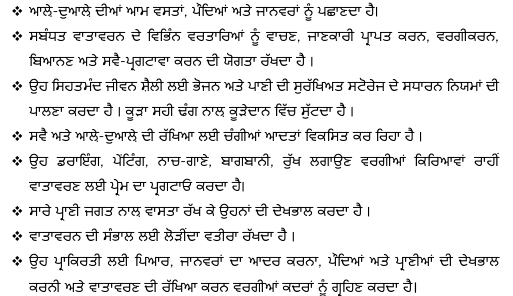 ❖ ਆਲੇ-ਦੁਆਲੇ ਦੀਆਂ ਆਮ ਵਸਤਾਂ, ਪੌਂਦਿਆਂ ਅਤੇ ਜਾਨਵਰਾਂ ਨੂੰ ਪਛਾਣਦਾ ਹੈ।
❖ ਸਬੰਧਤ ਵਾਤਾਵਰਨ ਦੇ ਵਿਭਿੰਨ ਵਰਤਾਰਿਆਂ ਨੂੰ ਵਾਚਣ, ਜਾਣਕਾਰੀ ਪ੍ਰਾਪਤ ਕਰਨ, ਵਰਗੀਕਰਨ,
ਬਿਆਨਣ ਅਤੇ ਸਵੈ-ਪ੍ਰਗਟਾਵਾ ਕਰਨ ਦੀ ਯੋਗਤਾ ਰੱਖਦਾ ਹੈ ।
❖ ਉਹ ਸਿਹਤਮੰਦ ਜੀਵਨ ਸ਼ੈਲੀ ਲਈ ਭੋਜਨ ਅਤੇ ਪਾਣੀ ਦੀ ਸੁਰੱਖਿਅਤ ਸਟੋਰੇਜ ਦੇ ਸਧਾਰਨ ਨਿਯਮਾਂ ਦੀ
ਪਾਲਣਾ ਕਰਦਾ ਹੈ । ਕੂੜਾ ਸਹੀ ਢੰਗ ਨਾਲ ਕੂੜੇਦਾਨ ਵਿੱਚ ਸੁੱਟਦਾ ਹੈ ।
❖ ਸਵੈ ਅਤੇ ਆਲੇ-ਦੁਆਲੇ ਦੀ ਰੱਖਿਆ ਲਈ ਚੰਗੀਆਂ ਆਦਤਾਂ ਵਿਕਸਿਤ ਕਰ ਰਿਹਾ ਹੈ ।
❖ ਉਹ ਡਰਾਇੰਗ, ਪੇਂਟਿੰਗ, ਨਾਚ-ਗਾਣੇ, ਬਾਗਬਾਨੀ, ਰੁੱਖ ਲਗਾਉਣ ਵਰਗੀਆਂ ਕਿਰਿਆਵਾਂ ਰਾਹੀਂ
ਵਾਤਾਵਰਣ ਲਈ ਪ੍ਰੇਮ ਦਾ ਪ੍ਰਗਟਾਓ ਕਰਦਾ ਹੈ।
❖ ਸਾਰੇ ਪ੍ਰਾਣੀ ਜਗਤ ਨਾਲ ਵਾਸਤਾ ਰੱਖ ਕੇ ਉਹਨਾਂ ਦੀ ਦੇਖਭਾਲ ਕਰਦਾ ਹੈ ।
❖ ਵਾਤਾਵਰਨ ਦੀ ਸੰਭਾਲ ਲਈ ਲੋੜੀਂਦਾ ਵਤੀਰਾ ਰੱਖਦਾ ਹੈ ।
❖ ਉਹ ਪ੍ਰਾਕਿਰਤੀ ਲਈ ਪਿਆਰ, ਜਾਨਵਰਾਂ ਦਾ ਆਦਰ ਕਰਨਾ, ਪੌਂਦਿਆਂ ਅਤੇ ਪ੍ਰਾਣੀਆਂ ਦੀ ਦੇਖਭਾਲ
ਕਰਨੀ ਅਤੇ ਵਾਤਾਵਰਣ ਦੀ ਰੱਖਿਆ ਕਰਨ ਵਰਗੀਆਂ ਕਦਰਾਂ ਨੂੰ ਗ੍ਰਹਿਣ ਕਰਦਾ ਹੈ।